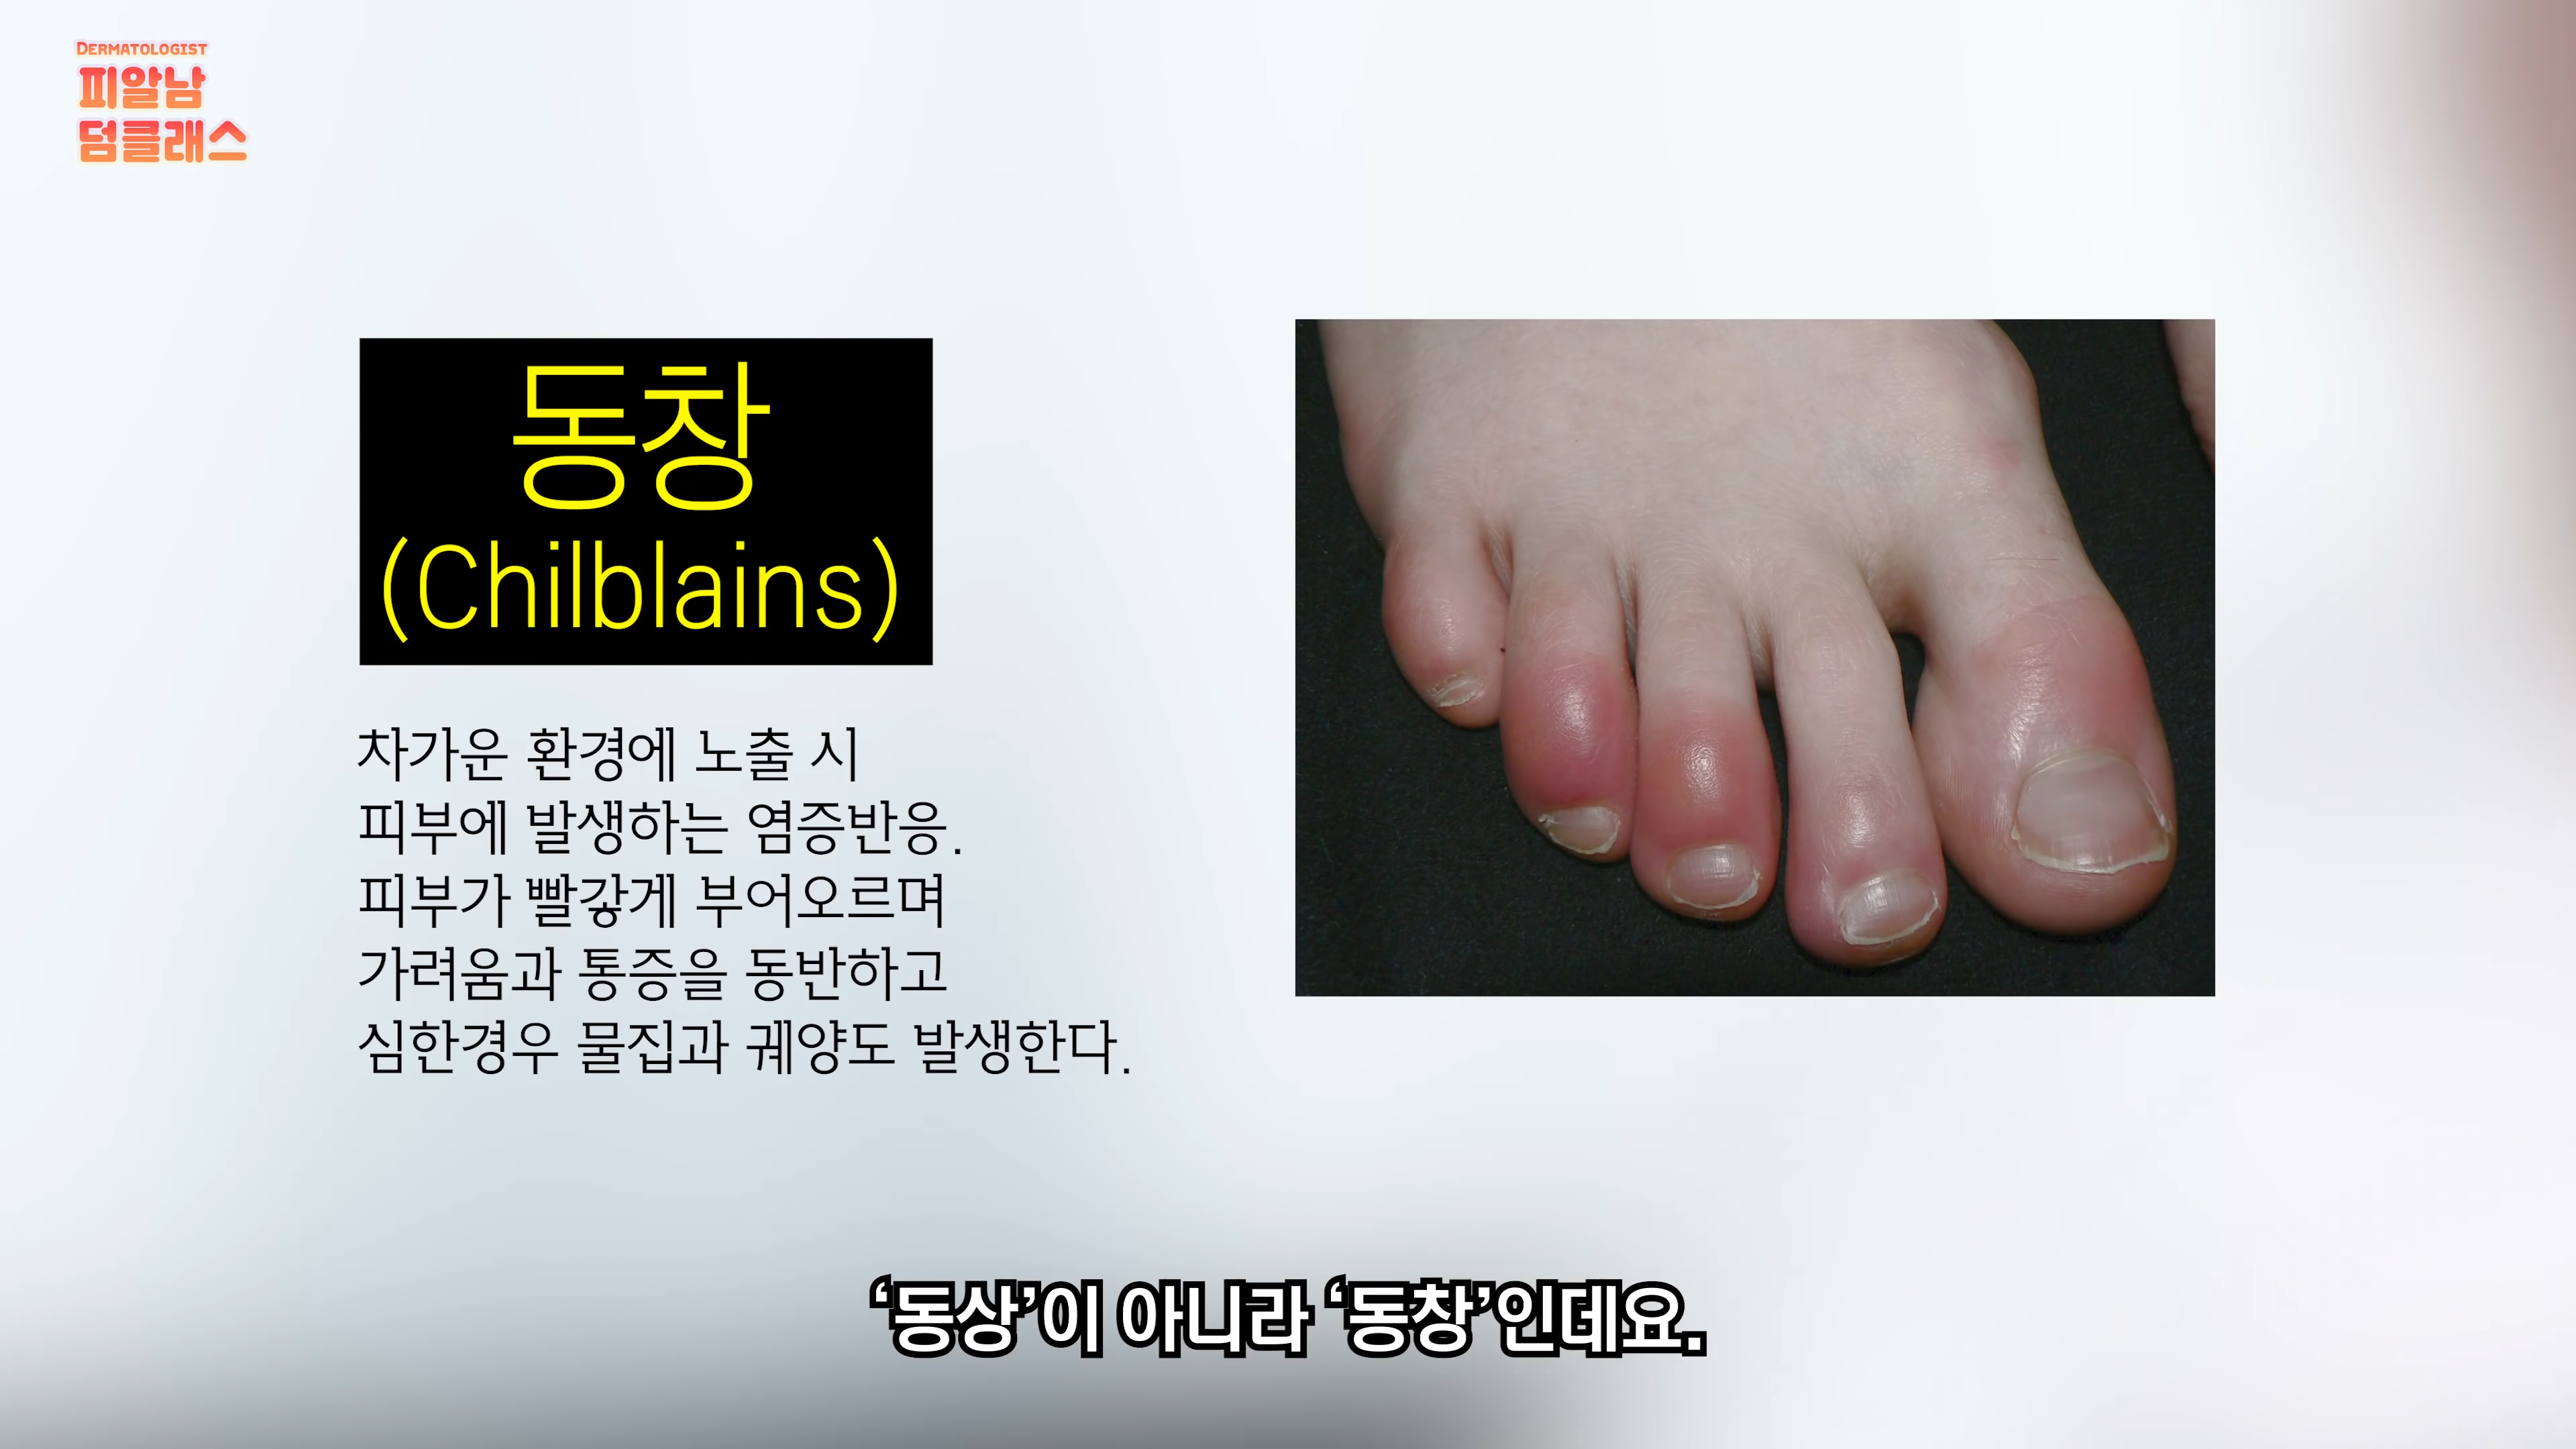 DERMATOLOGIST
피알남
덤클래스
동창
(Chilblains)
차가운 환경에 노출 시
피부에 발생하는 염증반응.
피부가 빨갛게 부어오르며
가려움과 통증을 동반하고
심한경우 물집과 궤양도 발생한다.
‘동상’이 아니라 ‘동창’인데요.